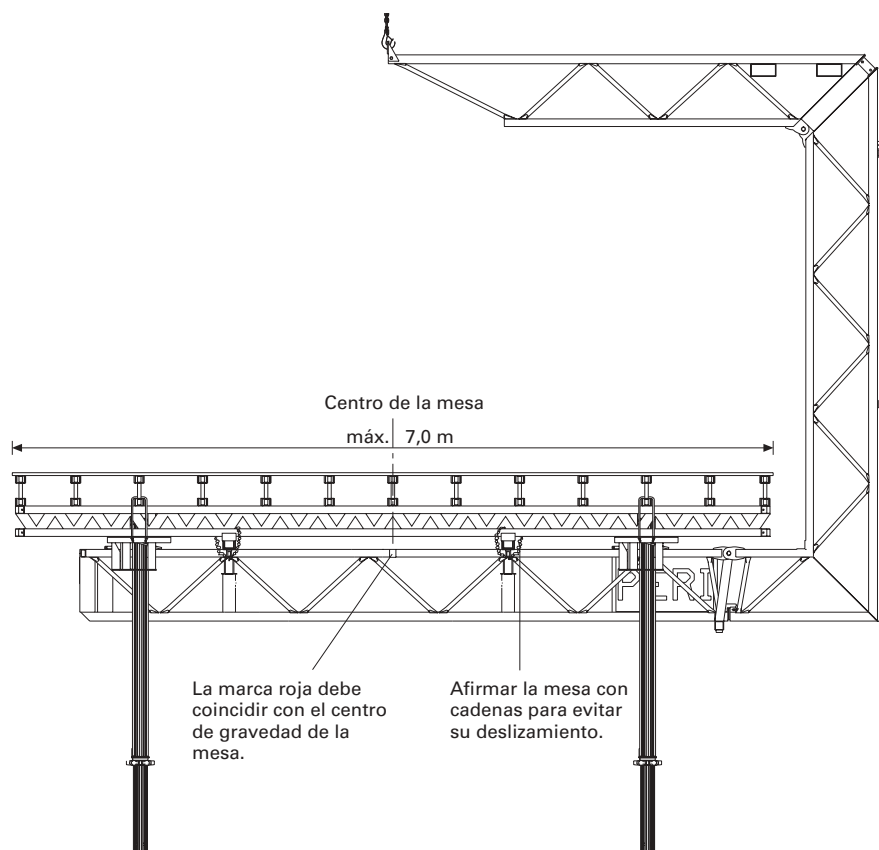 Centro de la mesa
máx. 7,0 m
PERI
La marca roja debe
coincidir con el centro
de gravedad de la
mesa.
Afirmar la mesa con
cadenas para evitar
su deslizamiento.